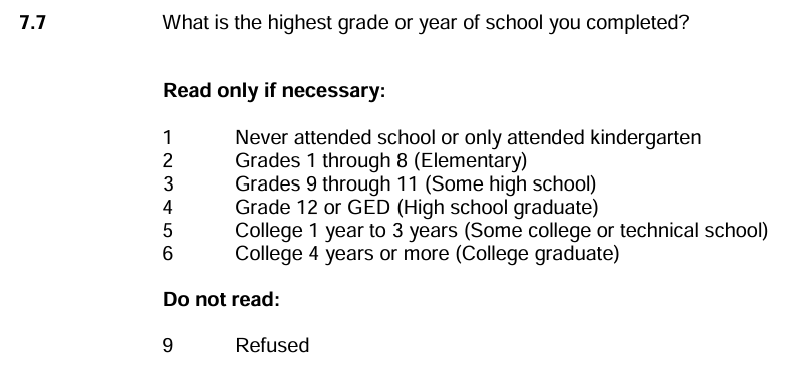 7.7 What is the highest grade or year of school you completed?
Read only if necessary:
1 Never attended school or only attended kindergarten
2 Grades 1 through 8 (Elementary)
3 Grades 9 through 11 (Some high school)
4 Grade 12 or GED (High school graduate)
5 College 1 year to 3 years (Some college or technical school)
6 College 4 years or more (College graduate)
Do not read:
9 Refused